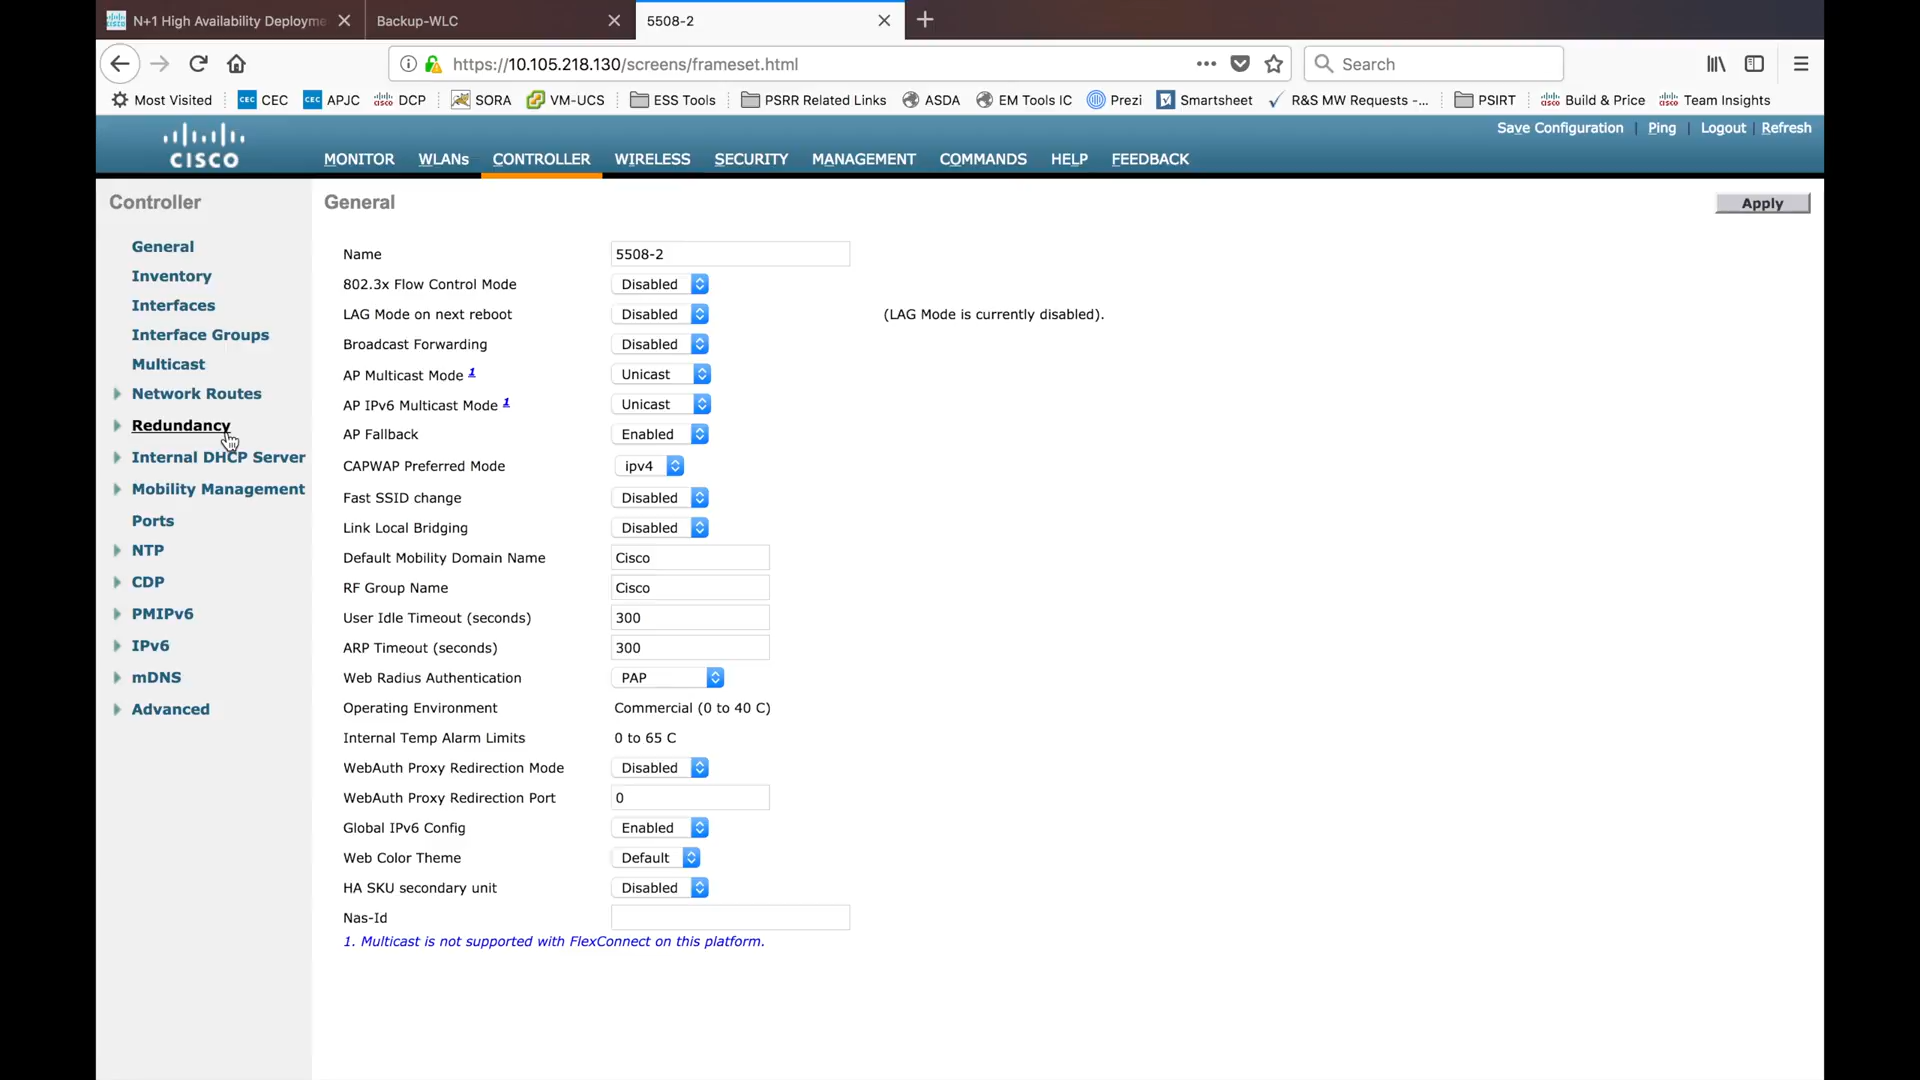 N+1 High Availability Deployme
Backup-WLC
5508-2
https://10.105.218.130/screens/frameset.html
Search
Most Visited
CEC CEC
CEC APJC
CISCO DCP
SORA
VM-UCS
ESS Tools
PSRR Related Links
ASDA
EM Tools IC
Prezi
Smartsheet
R&S MW Requests -...
PSIRT
Build & Price
Team Insights
CISCO
MONITOR WLANs CONTROLLER WIRELESS SECURITY MANAGEMENT COMMANDS HELP FEEDBACK
Save Configuration | Ping | Logout | Refresh
Controller
General
Inventory
Interfaces
Interface Groups
Multicast
Network Routes
Redundancy
Internal DHCP Server
Mobility Management
Ports
NTP
CDP
PMIPv6
IPv6
mDNS
Advanced
General
Apply
Name 5508-2
802.3x Flow Control Mode Disabled
LAG Mode on next reboot Disabled (LAG Mode is currently disabled).
Broadcast Forwarding Disabled
AP Multicast Mode 1 Unicast
AP IPv6 Multicast Mode 1 Unicast
AP Fallback Enabled
CAPWAP Preferred Mode ipv4
Fast SSID change Disabled
Link Local Bridging Disabled
Default Mobility Domain Name Cisco
RF Group Name Cisco
User Idle Timeout (seconds) 300
ARP Timeout (seconds) 300
Web Radius Authentication PAP
Operating Environment Commercial (0 to 40 C)
Internal Temp Alarm Limits 0 to 65 C
WebAuth Proxy Redirection Mode Disabled
WebAuth Proxy Redirection Port 0
Global IPv6 Config Enabled
Web Color Theme Default
HA SKU secondary unit Disabled
Nas-Id
1. Multicast is not supported with FlexConnect on this platform.